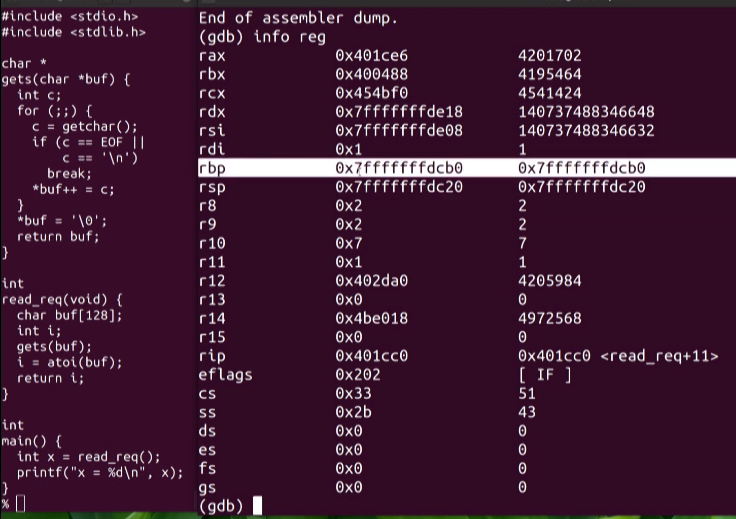 #include <stdio.h>
#include <stdlib.h>
char *
gets(char *buf) {
int c;
for (;;) {
c = getchar();
if (c == EOF ||
c == '\n')
break;
*buf++ = c;
}
*buf = '\0';
return buf;
}
int
read_req(void) {
char buf[128];
int i;
gets(buf);
i = atoi(buf);
return i;
}
int
main() {
int x = read_req();
printf("x = %d\n", x);
}
%
End of assembler dump.
(gdb) info reg
rax 0x401ce6 4201702
rbx 0x400488 4195464
rcx 0x454bf0 4541424
rdx 0x7fffffffde18 140737488346648
rsi 0x7fffffffde08 140737488346632
rdi 0x1 1
rbp 0x7fffffffdcb0 0x7fffffffdcb0
rsp 0x7fffffffdc20 0x7fffffffdc20
r8 0x2 2
r9 0x2 2
r10 0x7 7
r11 0x1 1
r12 0x402da0 4205984
r13 0x0 0
r14 0x4be018 4972568
r15 0x0 0
rip 0x401cc0 0x401cc0 <read_req+11>
eflags 0x202 [ IF ]
cs 0x33 51
ss 0x2b 43
ds 0x0 0
es 0x0 0
fs 0x0 0
gs 0x0 0
(gdb)